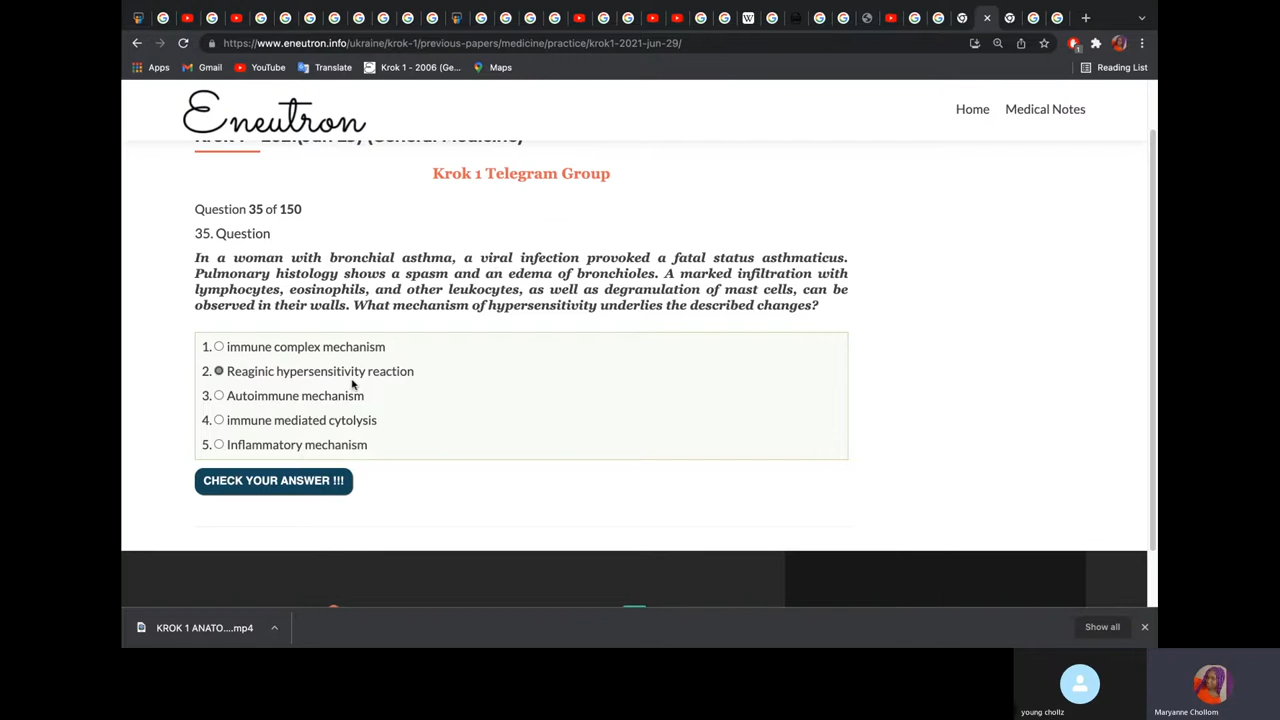 https://www.eneutron.info/ukraine/krok-1/previous-papers/medicine/practice/krok1-2021-jun-29/
Apps Gmail YouTube Translate Krok 1 - 2006 (Ge... Maps Reading List
Eneutron
Home Medical Notes
Krok 1 Telegram Group
Question 35 of 150
35. Question
In a woman with bronchial asthma, a viral infection provoked a fatal status asthmaticus.
Pulmonary histology shows a spasm and an edema of bronchioles. A marked infiltration with
lymphocytes, eosinophils, and other leukocytes, as well as degranulation of mast cells, can be
observed in their walls. What mechanism of hypersensitivity underlies the described changes?
1. immune complex mechanism
2. Reaginic hypersensitivity reaction
3. Autoimmune mechanism
4. immune mediated cytolysis
5. Inflammatory mechanism
CHECK YOUR ANSWER !!!
KROK 1 ANATO....mp4
Show all
young chollz
Maryanne Chollom